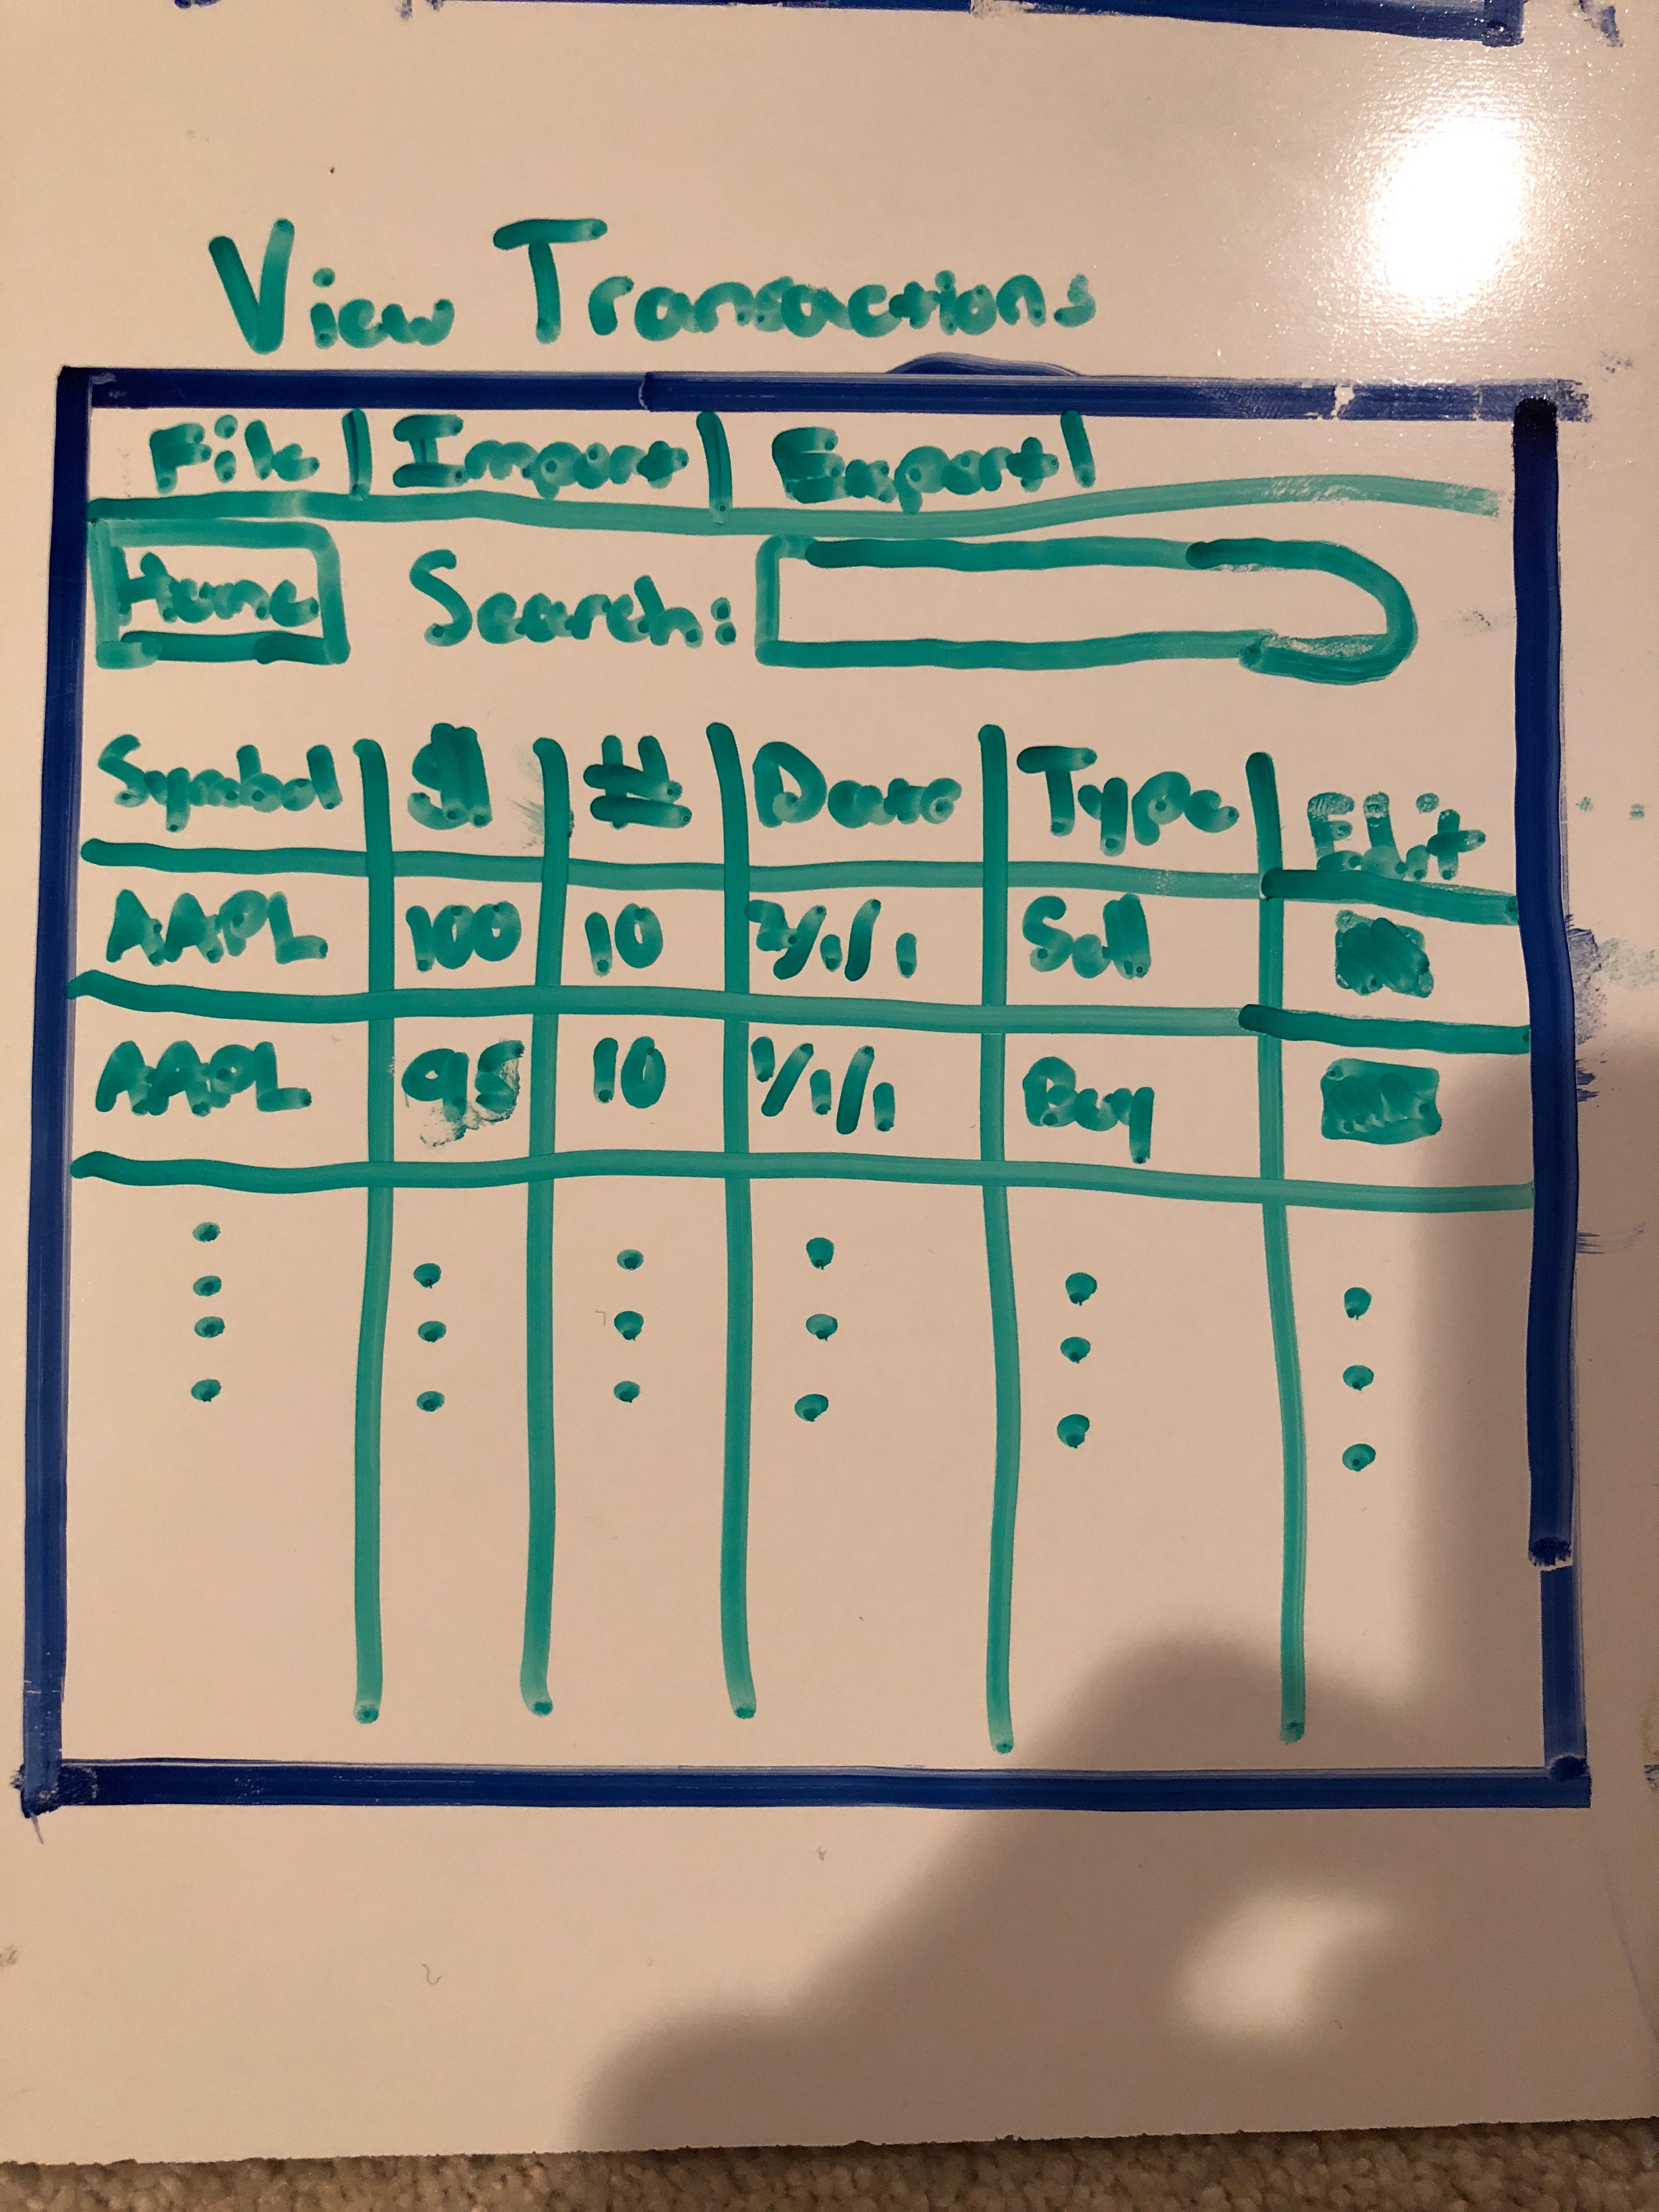 View Transactions
File | Import | Export |
Home Search:
Symbol $ # Date Type Edit
AAPL 100 10 2/1/1 Sell
AAPL 95 10 1/1/1 Buy